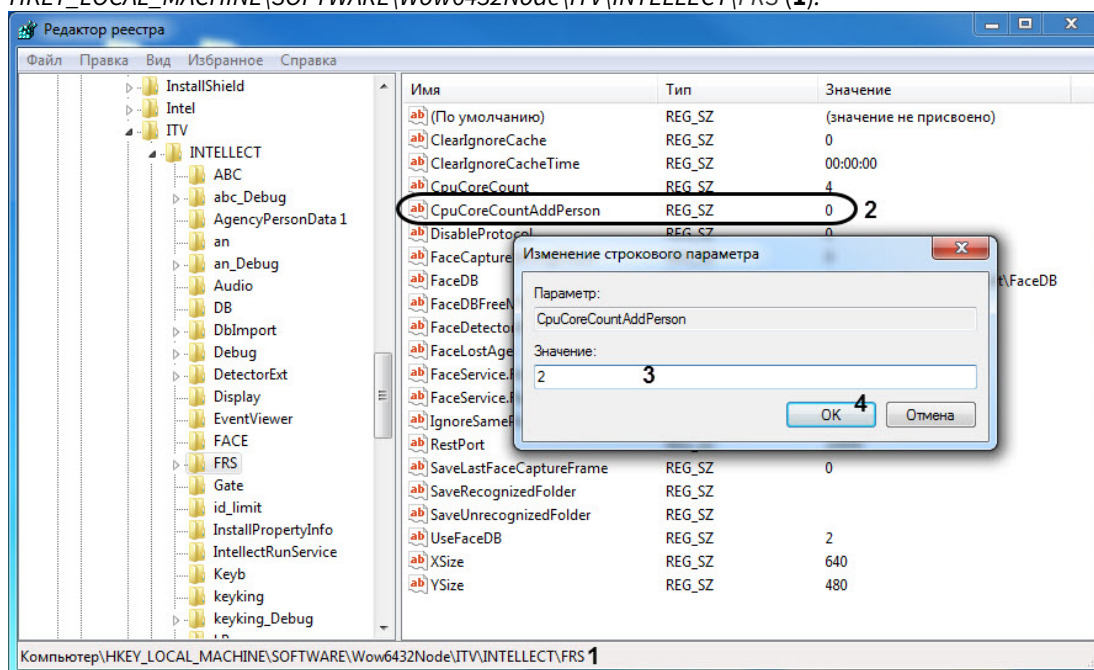 HKEY_LOCAL_MACHINE\SOFTWARE\Wow6432Node\ITV\INTELLECT\FRS (1).
Редактор реестра
Файл Правка Вид Избранное Справка
InstallShield
Intel
ITV
INTELLECT
ABC
abc_Debug
AgencyPersonData 1
an
an_Debug
Audio
DB
DbImport
Debug
DetectorExt
Display
EventViewer
FACE
FRS
Gate
id_limit
InstallPropertyInfo
IntellectRunService
Keyb
keyking
keyking_Debug
Имя Тип Значение
(По умолчанию) REG_SZ (значение не присвоено)
ClearIgnoreCache REG_SZ 0
ClearIgnoreCacheTime REG_SZ 00:00:00
CpuCoreCount REG_SZ 4
CpuCoreCountAddPerson REG_SZ 0 2
DisableProtocol REG_SZ 0
FaceCapture
FaceDB t\FaceDB
FaceDBFree
FaceDetector
FaceLostAge
FaceService.
FaceService.
IgnoreSame
RestPort
SaveLastFaceCaptureFrame REG_SZ 0
SaveRecognizedFolder REG_SZ
SaveUnrecognizedFolder REG_SZ
UseFaceDB REG_SZ 2
XSize REG_SZ 640
YSize REG_SZ 480
Изменение строкового параметра
Параметр:
CpuCoreCountAddPerson
Значение:
2 3
OK 4 Отмена
Компьютер\HKEY_LOCAL_MACHINE\SOFTWARE\Wow6432Node\ITV\INTELLECT\FRS 1